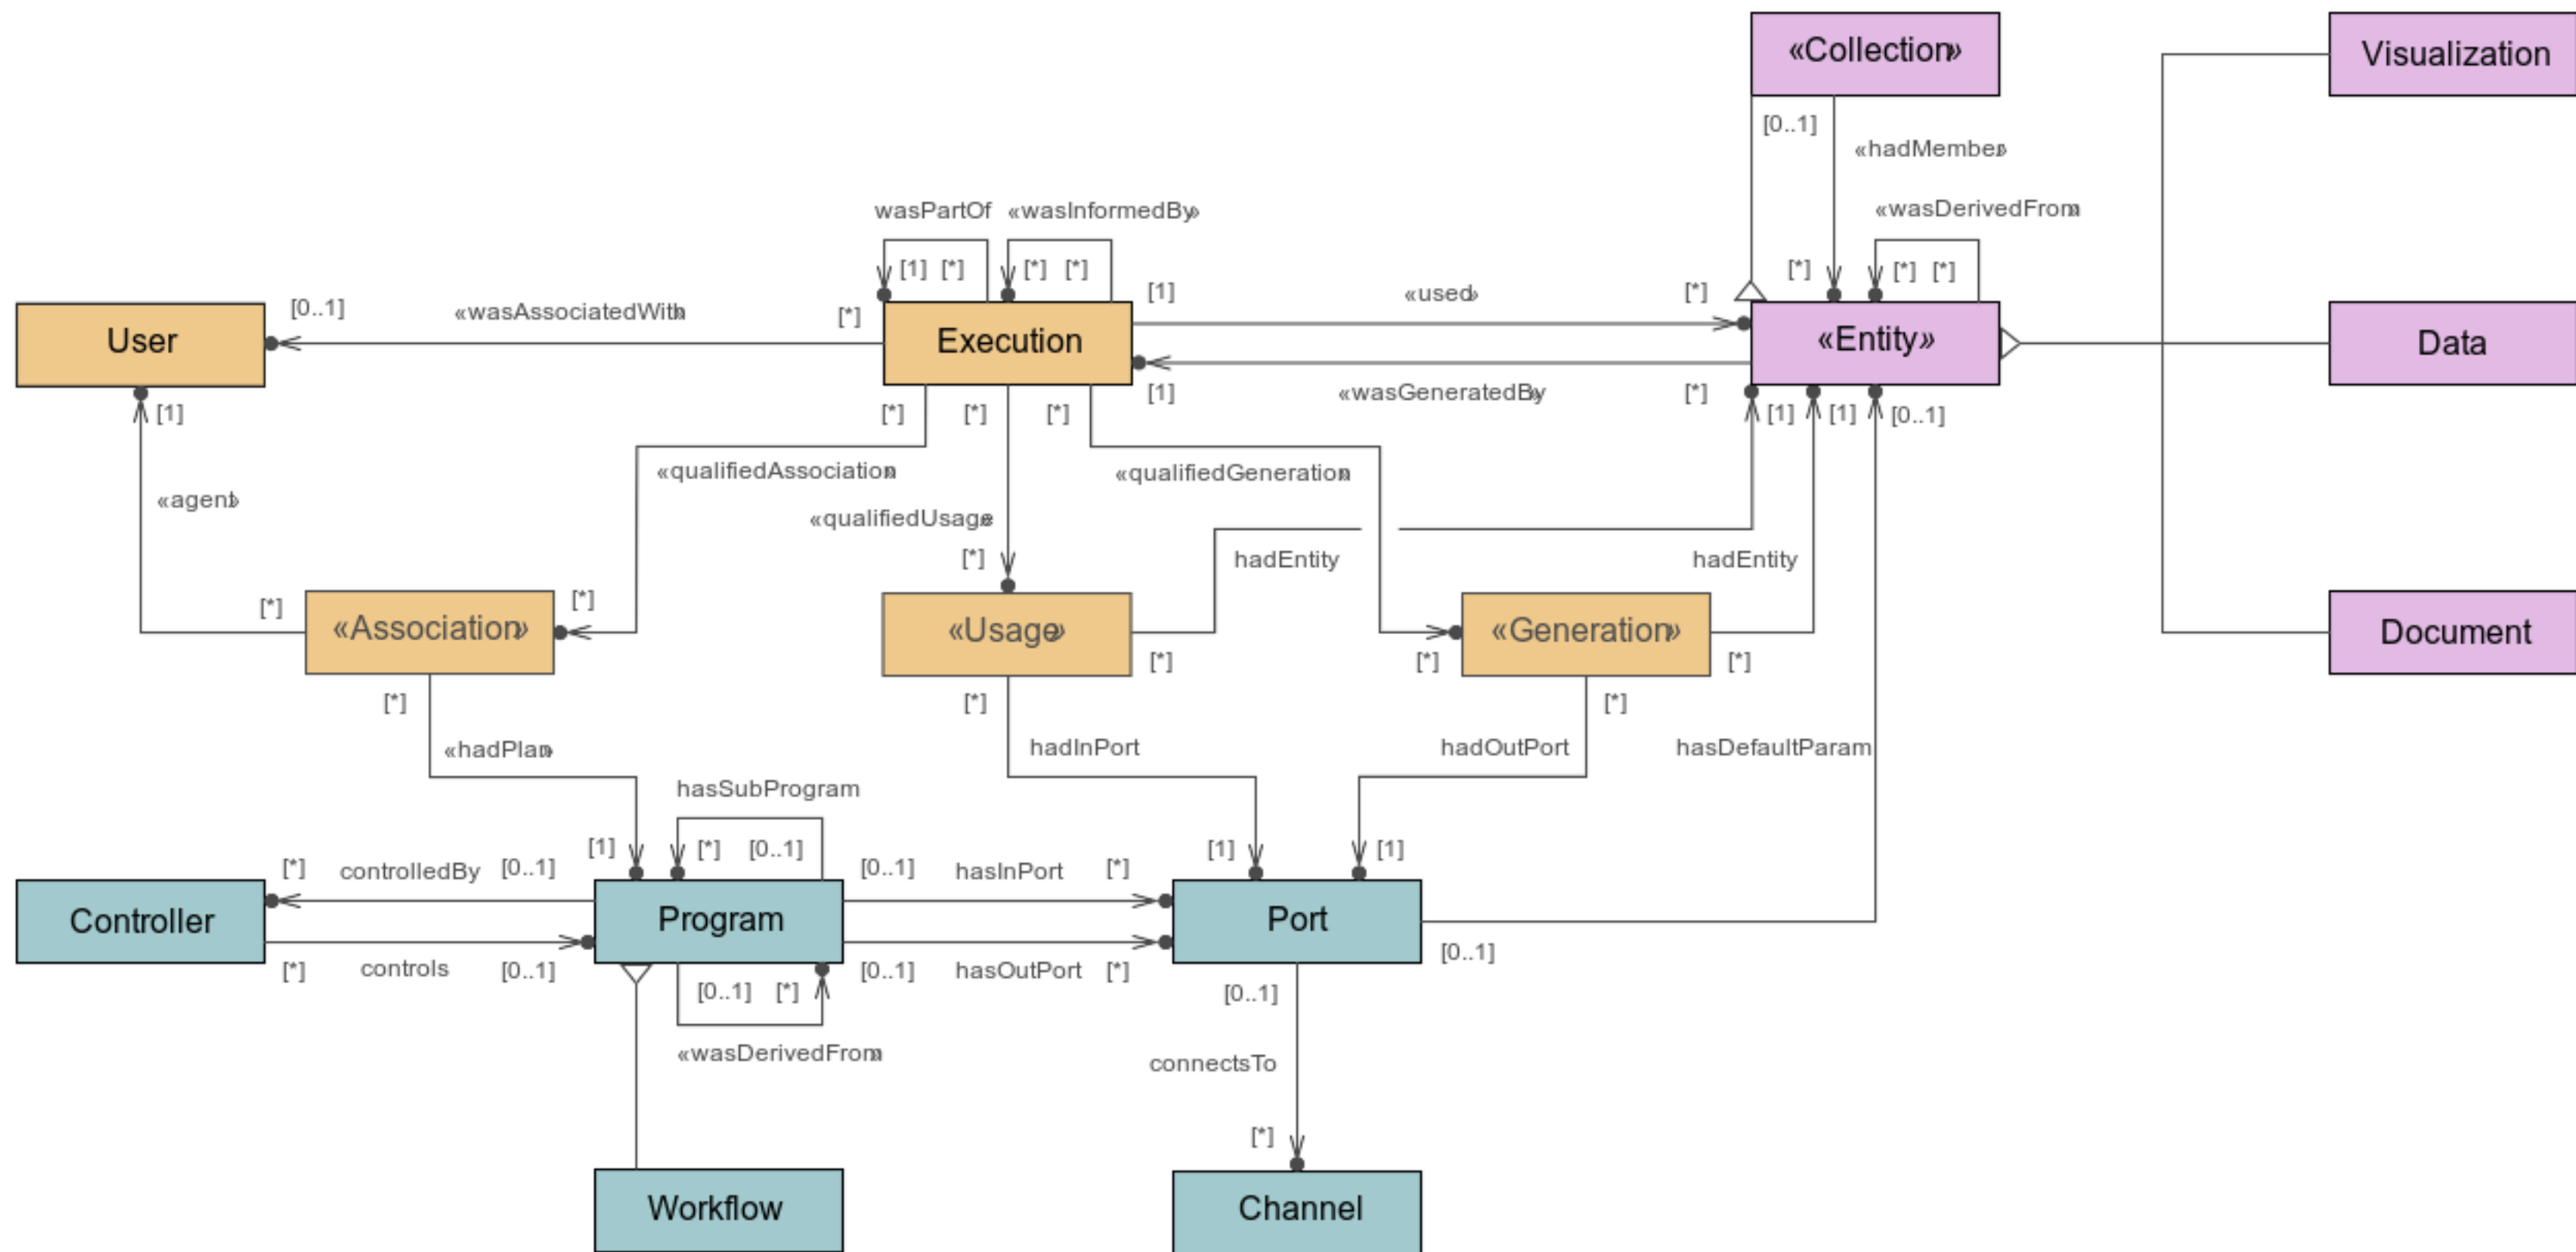 «Collection»
Visualization
[0..1]
«hadMember»
wasPartOf
«wasInformedBy»
«wasDerivedFrom»
[1] [*]
[*] [*]
[*]
[*] [*]
[0..1]
«wasAssociatedWith»
[*]
[1]
«used»
[*]
User
Execution
«Entity»
Data
[1]
«wasGeneratedBy»
[*]
[1]
[*]
[*]
[*]
[1]
[1]
[0..1]
«qualifiedAssociation»
«qualifiedGeneration»
«agent»
«qualifiedUsage»
[*]
hadEntity
hadEntity
[*]
[*]
«Association»
«Usage»
«Generation»
Document
[*]
[*]
[*]
[*]
[*]
[*]
«hadPlan»
hadInPort
hadOutPort
hasDefaultParam
hasSubProgram
[1]
[*] [0..1]
[1]
[1]
[*]
controlledBy
[0..1]
[0..1]
hasInPort
[*]
Controller
Program
Port
[*]
controls
[0..1]
[0..1]
hasOutPort
[*]
[0..1]
[0..1] [*]
[0..1]
«wasDerivedFrom»
connectsTo
[*]
Workflow
Channel